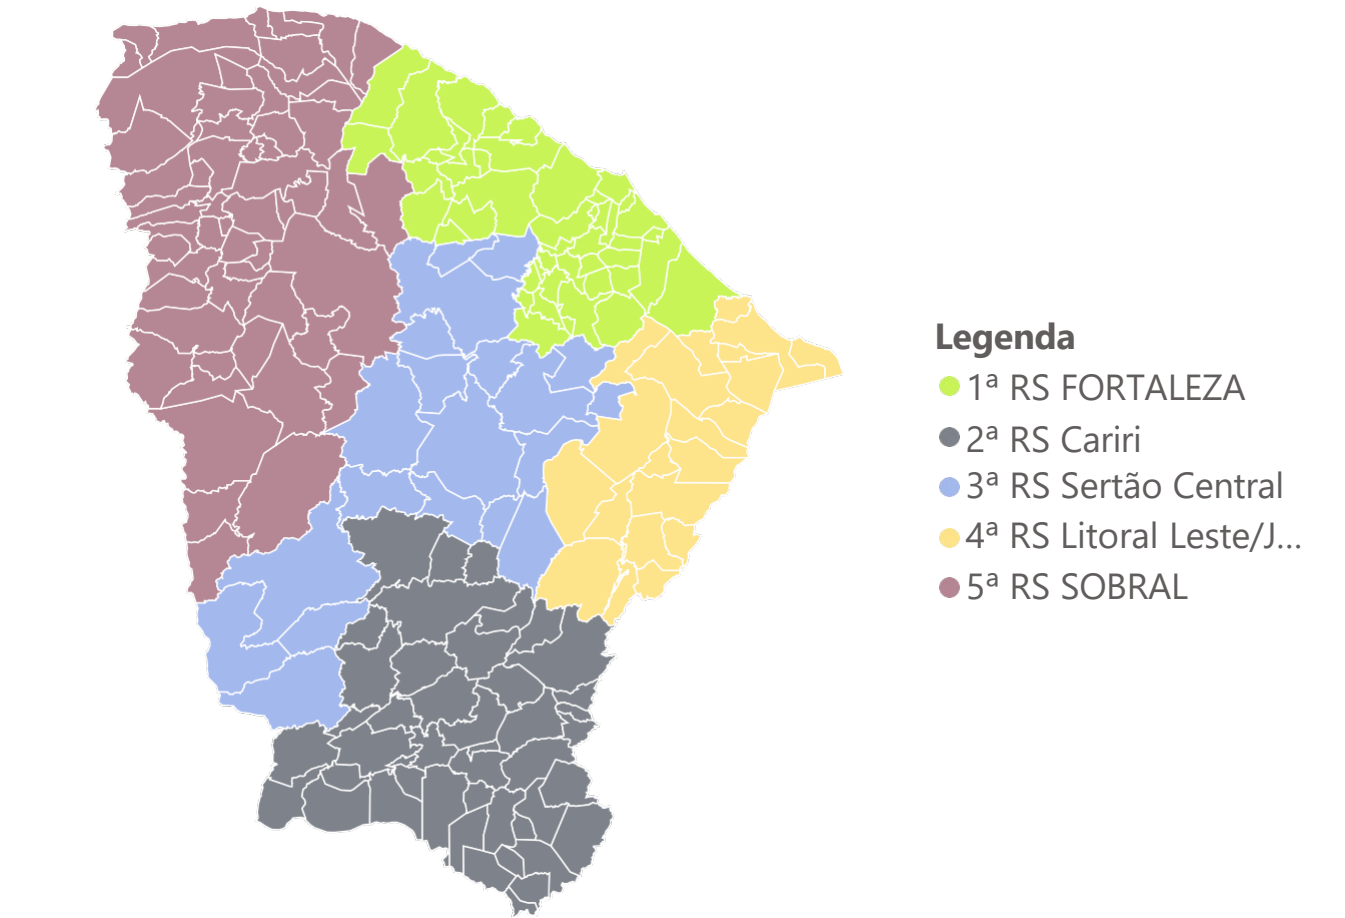 Legenda
1ª RS FORTALEZA
2ª RS Cariri
3ª RS Sertão Central
4ª RS Litoral Leste/J...
5ª RS SOBRAL